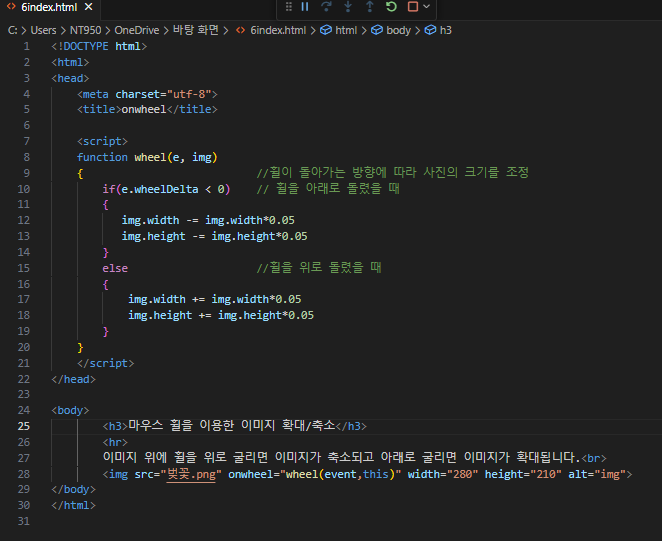 6index.html
C: > Users > NT950 > OneDrive > 바탕 화면 > 6index.html > html > body > h3
1 <!DOCTYPE html>
2 <html>
3 <head>
4 <meta charset="utf-8">
5 <title>onwheel</title>
6
7 <script>
8 function wheel(e, img)
9 { //휠이 돌아가는 방향에 따라 사진의 크기를 조정
10 if(e.wheelDelta < 0) // 휠을 아래로 돌렸을 때
11 {
12 img.width -= img.width*0.05
13 img.height -= img.height*0.05
14 }
15 else //휠을 위로 돌렸을 때
16 {
17 img.width += img.width*0.05
18 img.height += img.height*0.05
19 }
20 }
21 </script>
22 </head>
23
24 <body>
25 <h3>마우스 휠을 이용한 이미지 확대/축소</h3>
26 <hr>
27 이미지 위에 휠을 위로 굴리면 이미지가 축소되고 아래로 굴리면 이미지가 확대됩니다.<br>
28 <img src="벚꽃.png" onwheel="wheel(event,this)" width="280" height="210" alt="img">
29 </body>
30 </html>
31